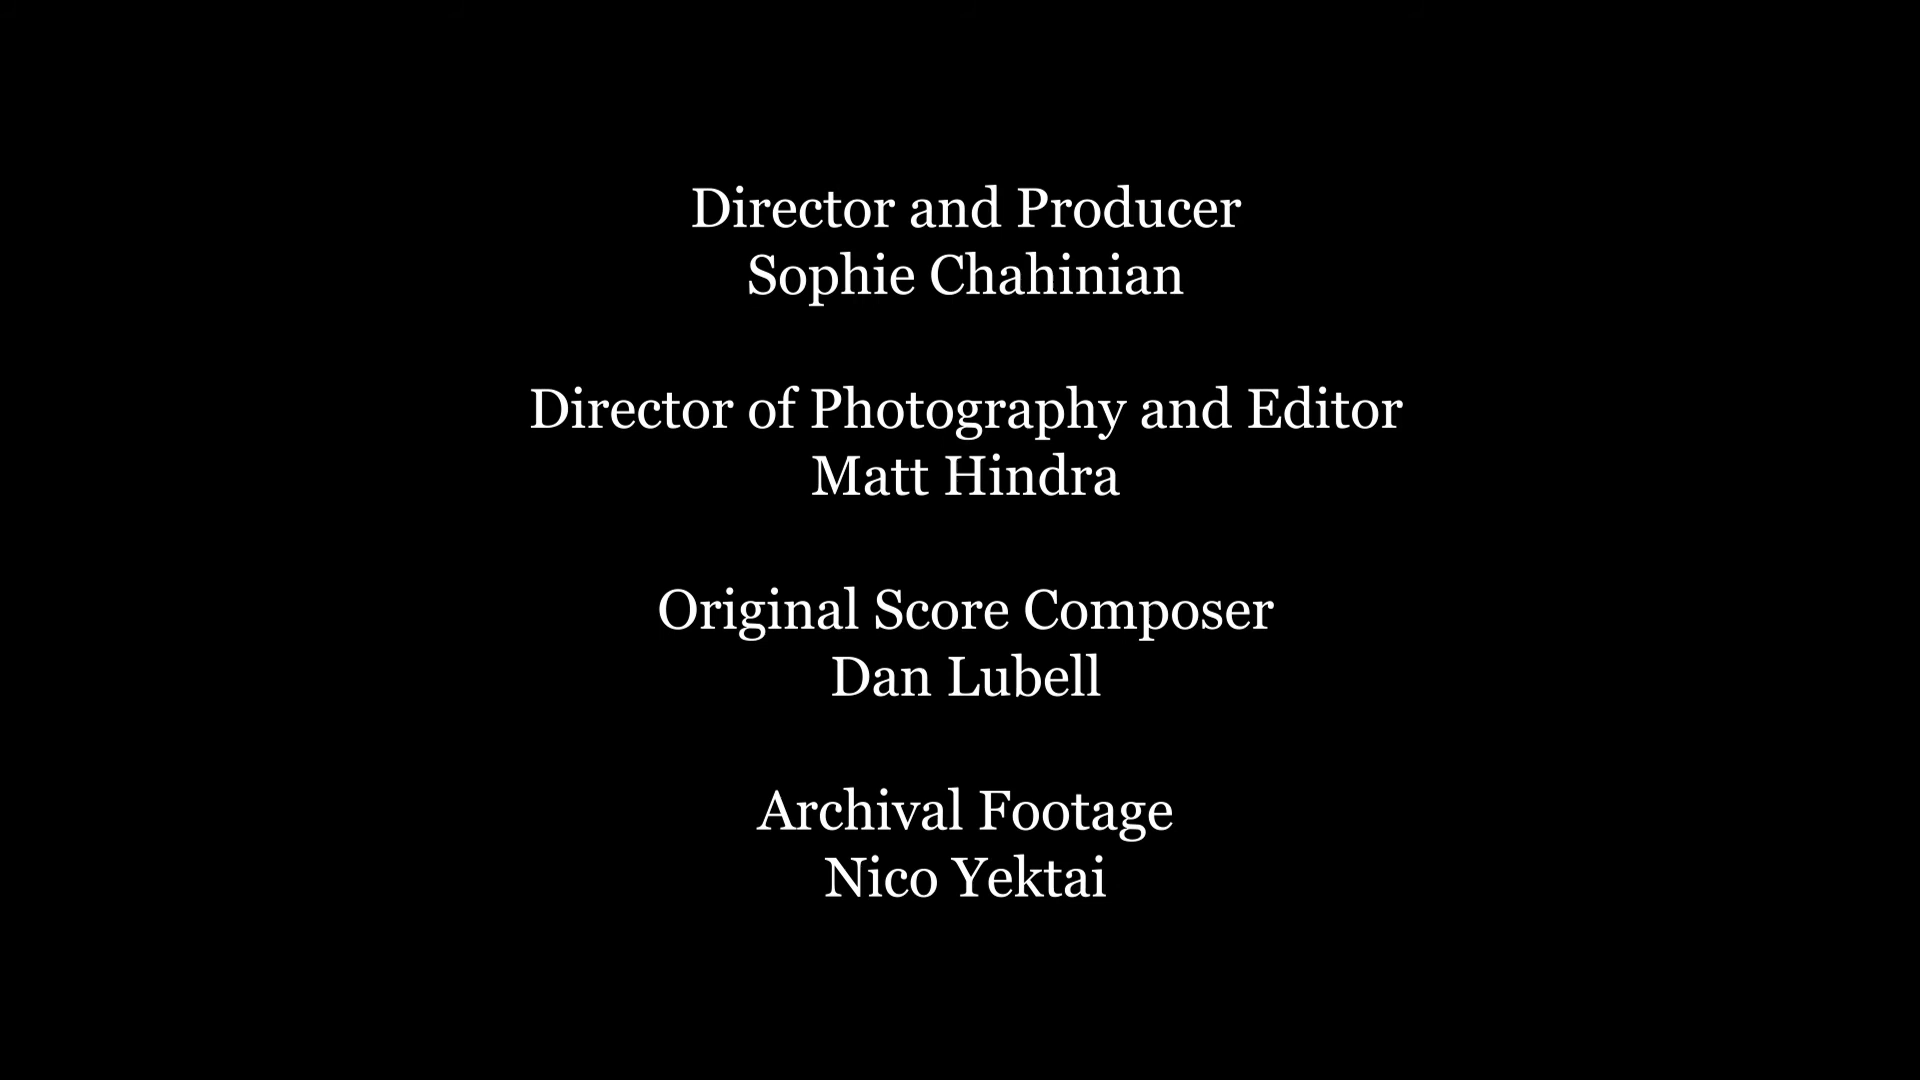 Director and Producer
Sophie Chahinian
Director of Photography and Editor
Matt Hindra
Original Score Composer
Dan Lubell
Archival Footage
Nico Yektai